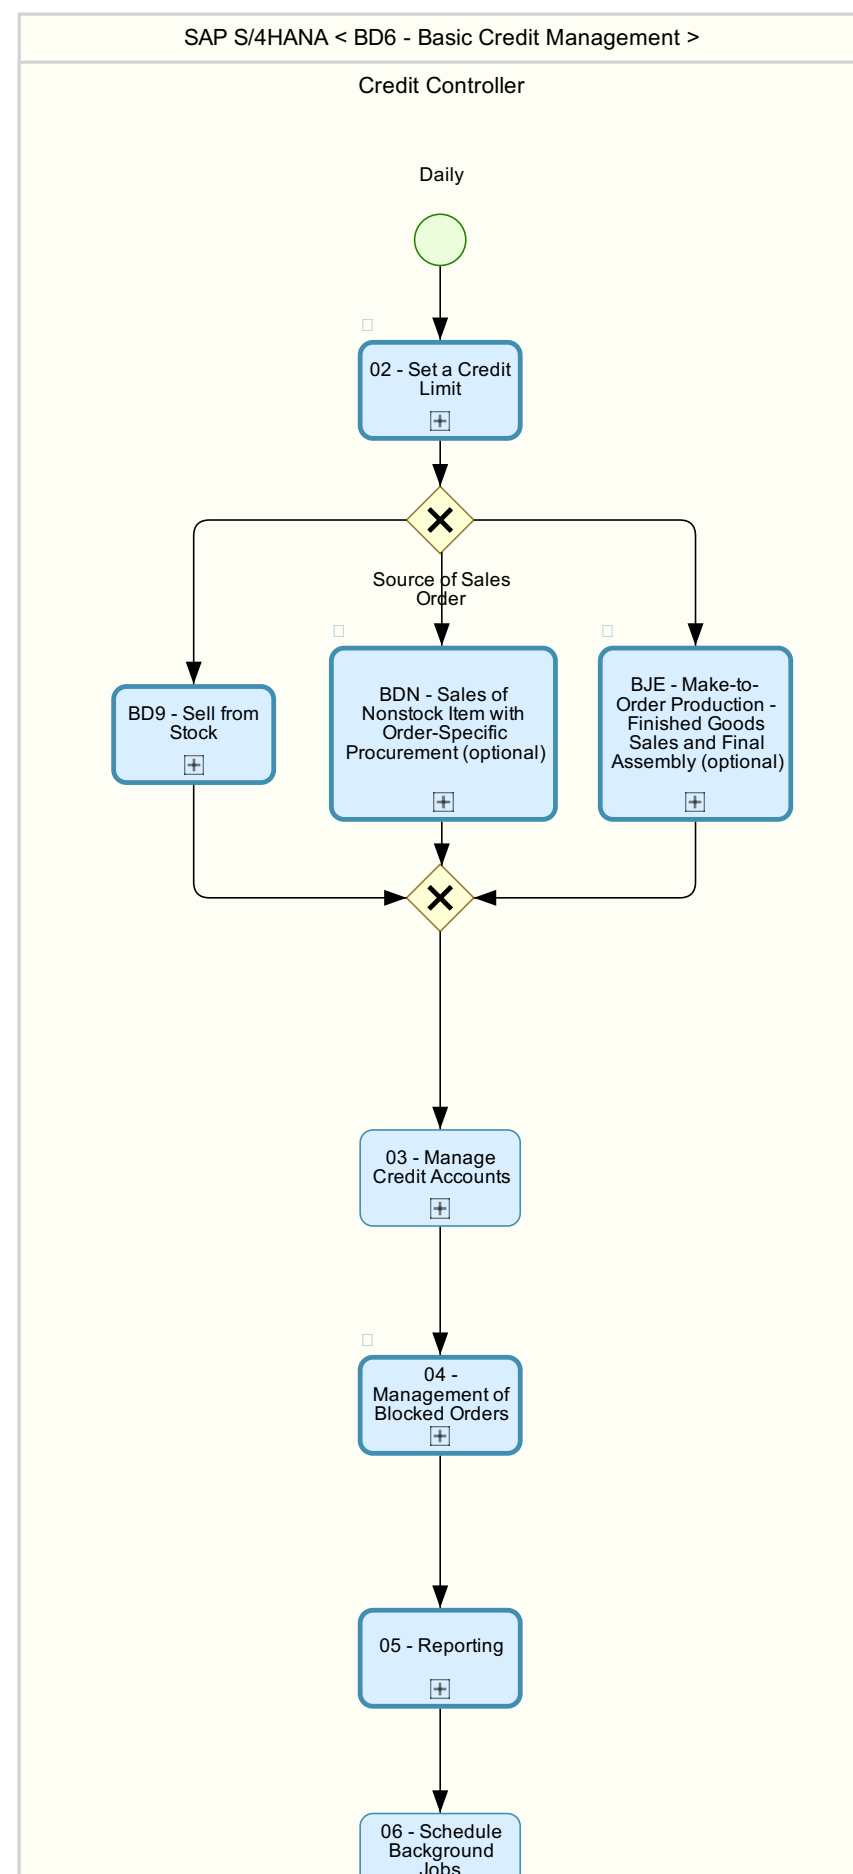 SAP S/4HANA < BD6 - Basic Credit Management >
Credit Controller
Daily
02 - Set a Credit
Limit
Source of Sales
Order
BD9 - Sell from
Stock
BDN - Sales of
Nonstock Item with
Order-Specific
Procurement (optional)
BJE - Make-to-
Order Production -
Finished Goods
Sales and Final
Assembly (optional)
03 - Manage
Credit Accounts
04 -
Management of
Blocked Orders
05 - Reporting
06 - Schedule
Background
Jobs